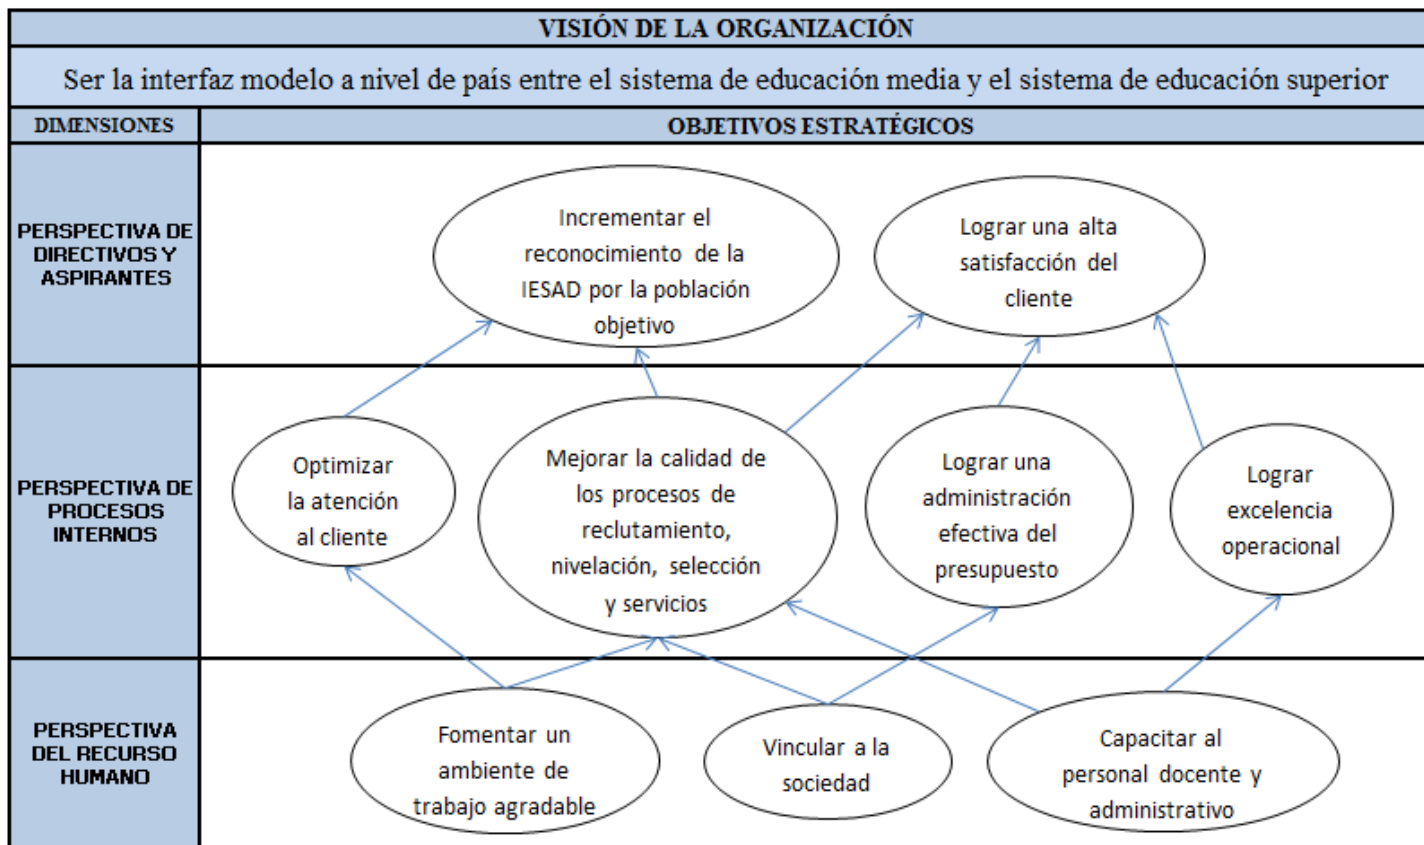 VISIÓN DE LA ORGANIZACIÓN
Ser la interfaz modelo a nivel de país entre el sistema de educación media y el sistema de educación superior
DIMENSIONES
OBJETIVOS ESTRATÉGICOS
PERSPECTIVA DE
DIRECTIVOS Y
ASPIRANTES
Incrementar el
reconocimiento de la
IESAD por la población
objetivo
Lograr una alta
satisfacción del
cliente
PERSPECTIVA DE
PROCESOS
INTERNOS
Optimizar
la atención
al cliente
Mejorar la calidad de
los procesos de
reclutamiento,
nivelación, selección
y servicios
Lograr una
administración
efectiva del
presupuesto
Lograr
excelencia
operacional
PERSPECTIVA
DEL RECURSO
HUMANO
Fomentar un
ambiente de
trabajo agradable
Vincular a la
sociedad
Capacitar al
personal docente y
administrativo